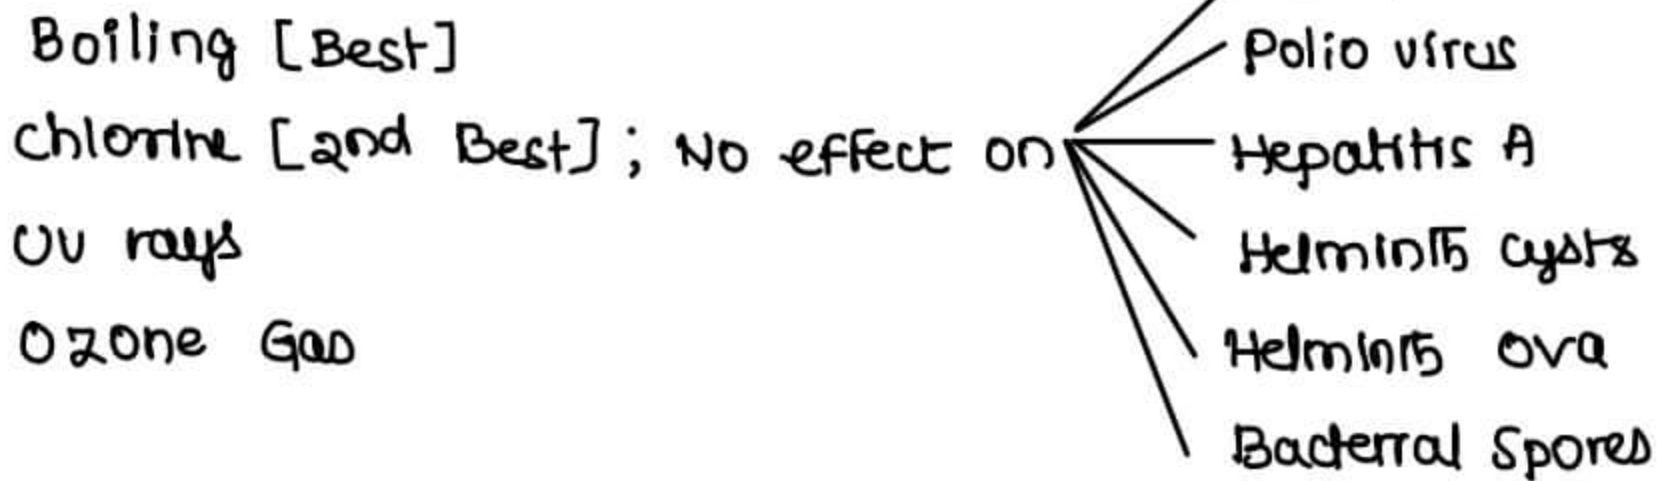 Boiling [Best]
Chlorine [2nd Best] ; No effect on
UV rays
Ozone Gas
Polio virus
Hepatitis A
Helminth cysts
Helminth ova
Bacterial Spores